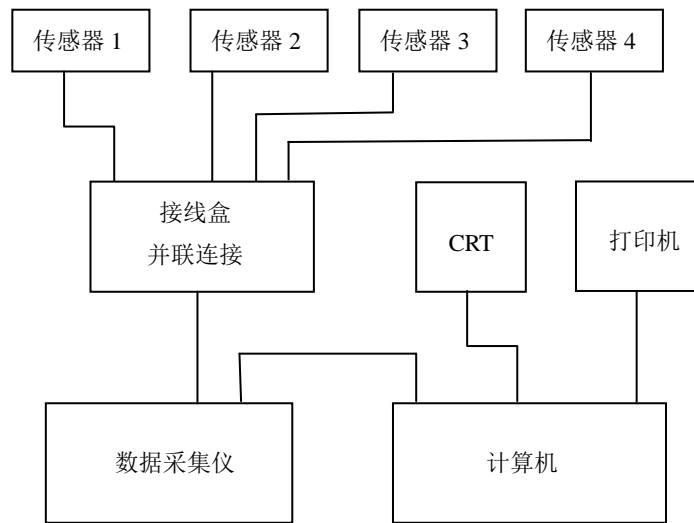 传感器 1
传感器 2
传感器 3
传感器 4
接线盒
并联连接
CRT
打印机
数据采集仪
计算机